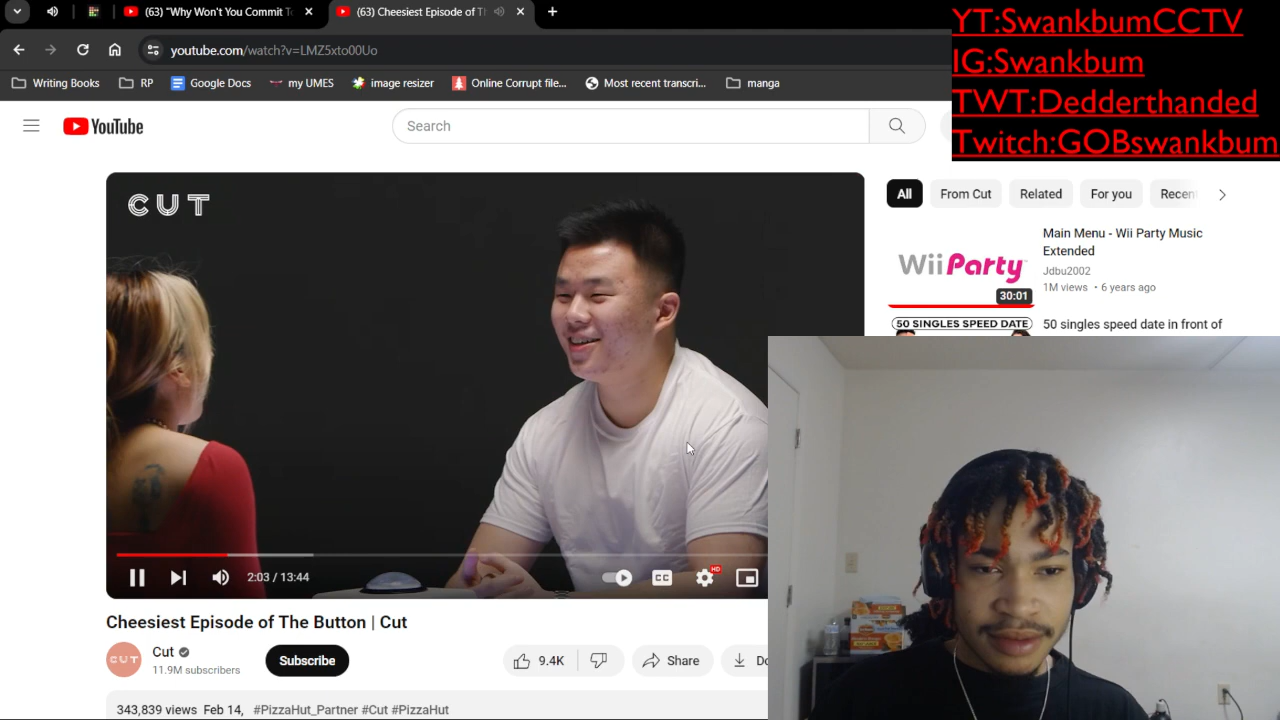 (63) "Why Won't You Commit T
(63) Cheesiest Episode of Th
YT:SwankbumCCTV
IG:Swankbum
TWT:Dedderthanded
Twitch:GOBswankbum
youtube.com/watch?v=LMZ5xto00Uo
Writing Books
RP
Google Docs
my UMES
image resizer
Online Corrupt file...
Most recent transcri...
manga
YouTube
Search
CUT
All
From Cut
Related
For you
Recen
Wii Party
30:01
Main Menu - Wii Party Music
Extended
Jdbu2002
1M views • 6 years ago
50 SINGLES SPEED DATE
50 singles speed date in front of
2:03 / 13:44
CC
HD
Cheesiest Episode of The Button | Cut
CUT
Cut
11.9M subscribers
Subscribe
9.4K
Share
Do
343,839 views Feb 14, #PizzaHut_Partner #Cut #PizzaHut